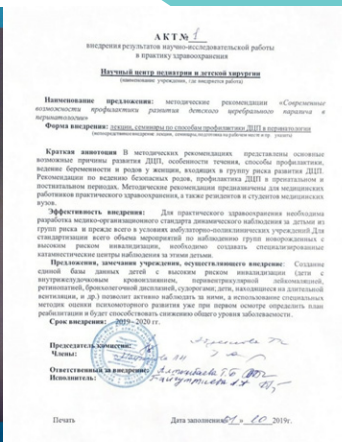 АКТ № 1
внедрения результатов научно-исследовательской работы
в практику здравоохранения
Научный центр педиатрии и детской хирургии
(наименование учреждения, где внедряется работа)
Наименование предложения: методические рекомендации «Современные
возможности профилактики развития детского церебрального паралича в
перинатологии»
Форма внедрения: лекции, семинары по способам профилактики ДЦП в перинатологии
Краткая аннотация В методических рекомендациях представлены основные
возможные причины развития ДЦП, особенности течения, способы профилактики,
ведение беременности и родов у женщин, входящих в группу риска развития ДЦП.
Рекомендации по ведению безопасных родов, профилактика ДЦП в пренатальном и
постнатальном периодах. Методические рекомендации предназначены для медицинских
работников практического здравоохранения, а также резидентов и студентов медицинских
вузов.
Эффективность внедрения: Для практического здравоохранения необходима
разработка медико-организационного стандарта динамического наблюдения за детьми из
групп риска и прежде всего в условиях амбулаторно-поликлинических учреждений.Для
стандартизации всего объема мероприятий по наблюдению групп новорожденных с
высоким риском инвалидизации, необходимо создавать специализированные
катамнестические центры наблюдения за этими детьми.
Предложения, замечания учреждения, осуществляющего внедрение: Создание
единой базы данных детей с высоким риском инвалидизации (дети с
внутрижелудочковым кровоизлиянием, перивентрикулярной лейкомаляцией,
ретинопатией, бронхолегочной дисплазией, судорогами; дети, находящиеся на длительной
вентиляции, и др.) позволит активно наблюдать за ними, а использование специальных
методик оценки психомоторного развития уже при первом осмотре определить план
реабилитации и будет способствовать снижению общего уровня заболеваемости.
Срок внедрения: 2019– 2020 гг.
Председатель комиссии:
Члены:
Ответственный за внедрение:
Исполнитель:
Печать Дата заполнения 01 » 10 2019г.